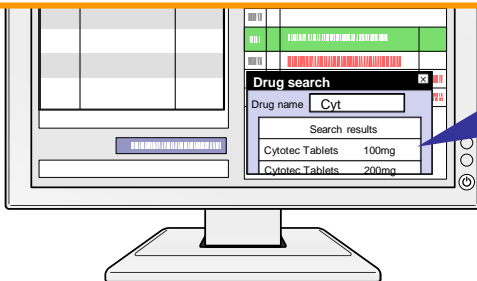 Drug search
Drug name Cyt
Search results
Cytotec Tablets 100mg
Cytotec Tablets 200mg